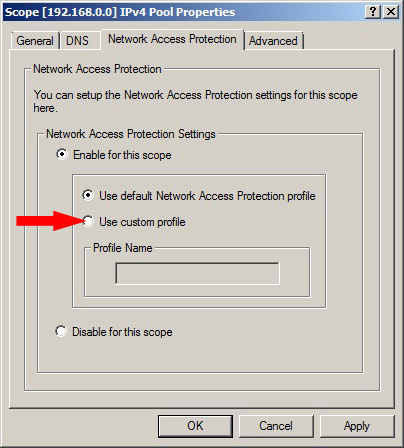 Scope [192.168.0.0] IPv4 Pool Properties
General DNS Network Access Protection Advanced
Network Access Protection
You can setup the Network Access Protection settings for this scope
here.
Network Access Protection Settings
Enable for this scope
Use default Network Access Protection profile
Use custom profile
Profile Name
Disable for this scope
OK Cancel Apply